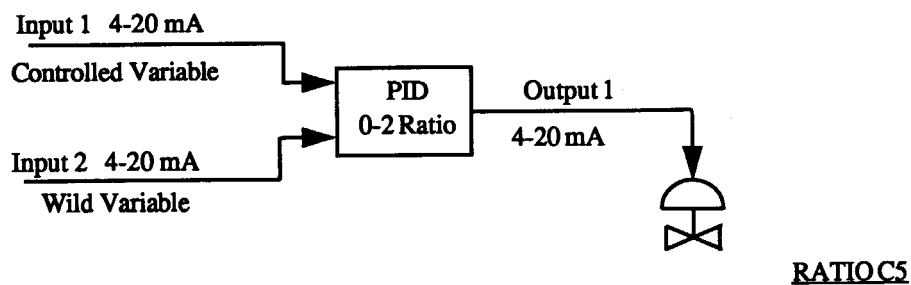 Input 1 4-20 mA
Controlled Variable
PID
0-2 Ratio
Output 1
4-20 mA
Input 2 4-20 mA
Wild Variable
RATIO C5